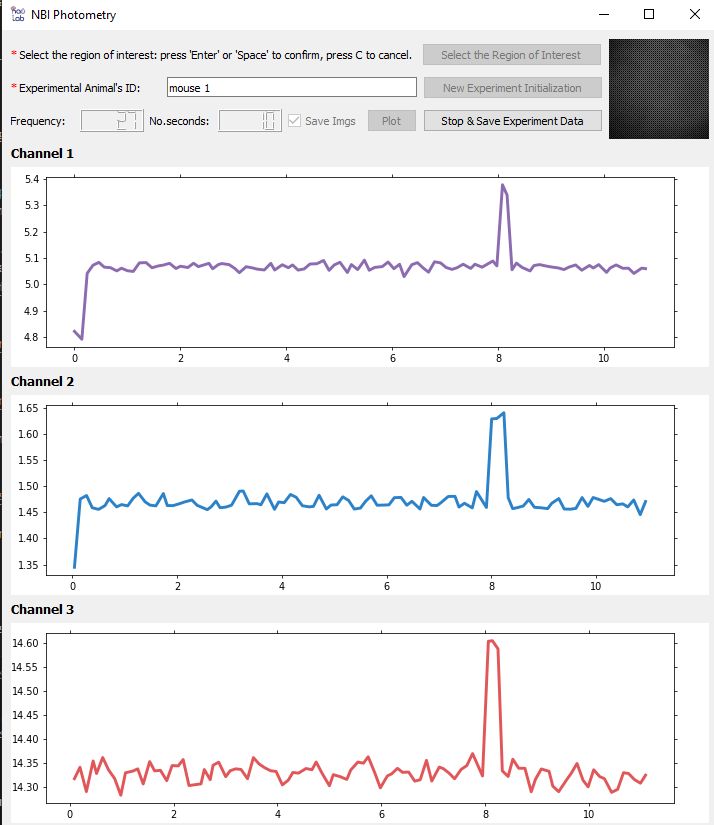 NBI Photometry
* Select the region of interest: press 'Enter' or 'Space' to confirm, press C to cancel.
Select the Region of Interest
* Experimental Animal's ID:
mouse 1
New Experiment Initialization
Frequency:
27
No.seconds:
10
Save Imgs
Plot
Stop & Save Experiment Data
Channel 1
5.4
5.3
5.2
5.1
5.0
4.9
4.8
0 2 4 6 8 10
Channel 2
1.65
1.60
1.55
1.50
1.45
1.40
1.35
0 2 4 6 8 10
Channel 3
14.60
14.55
14.50
14.45
14.40
14.35
14.30
0 2 4 6 8 10